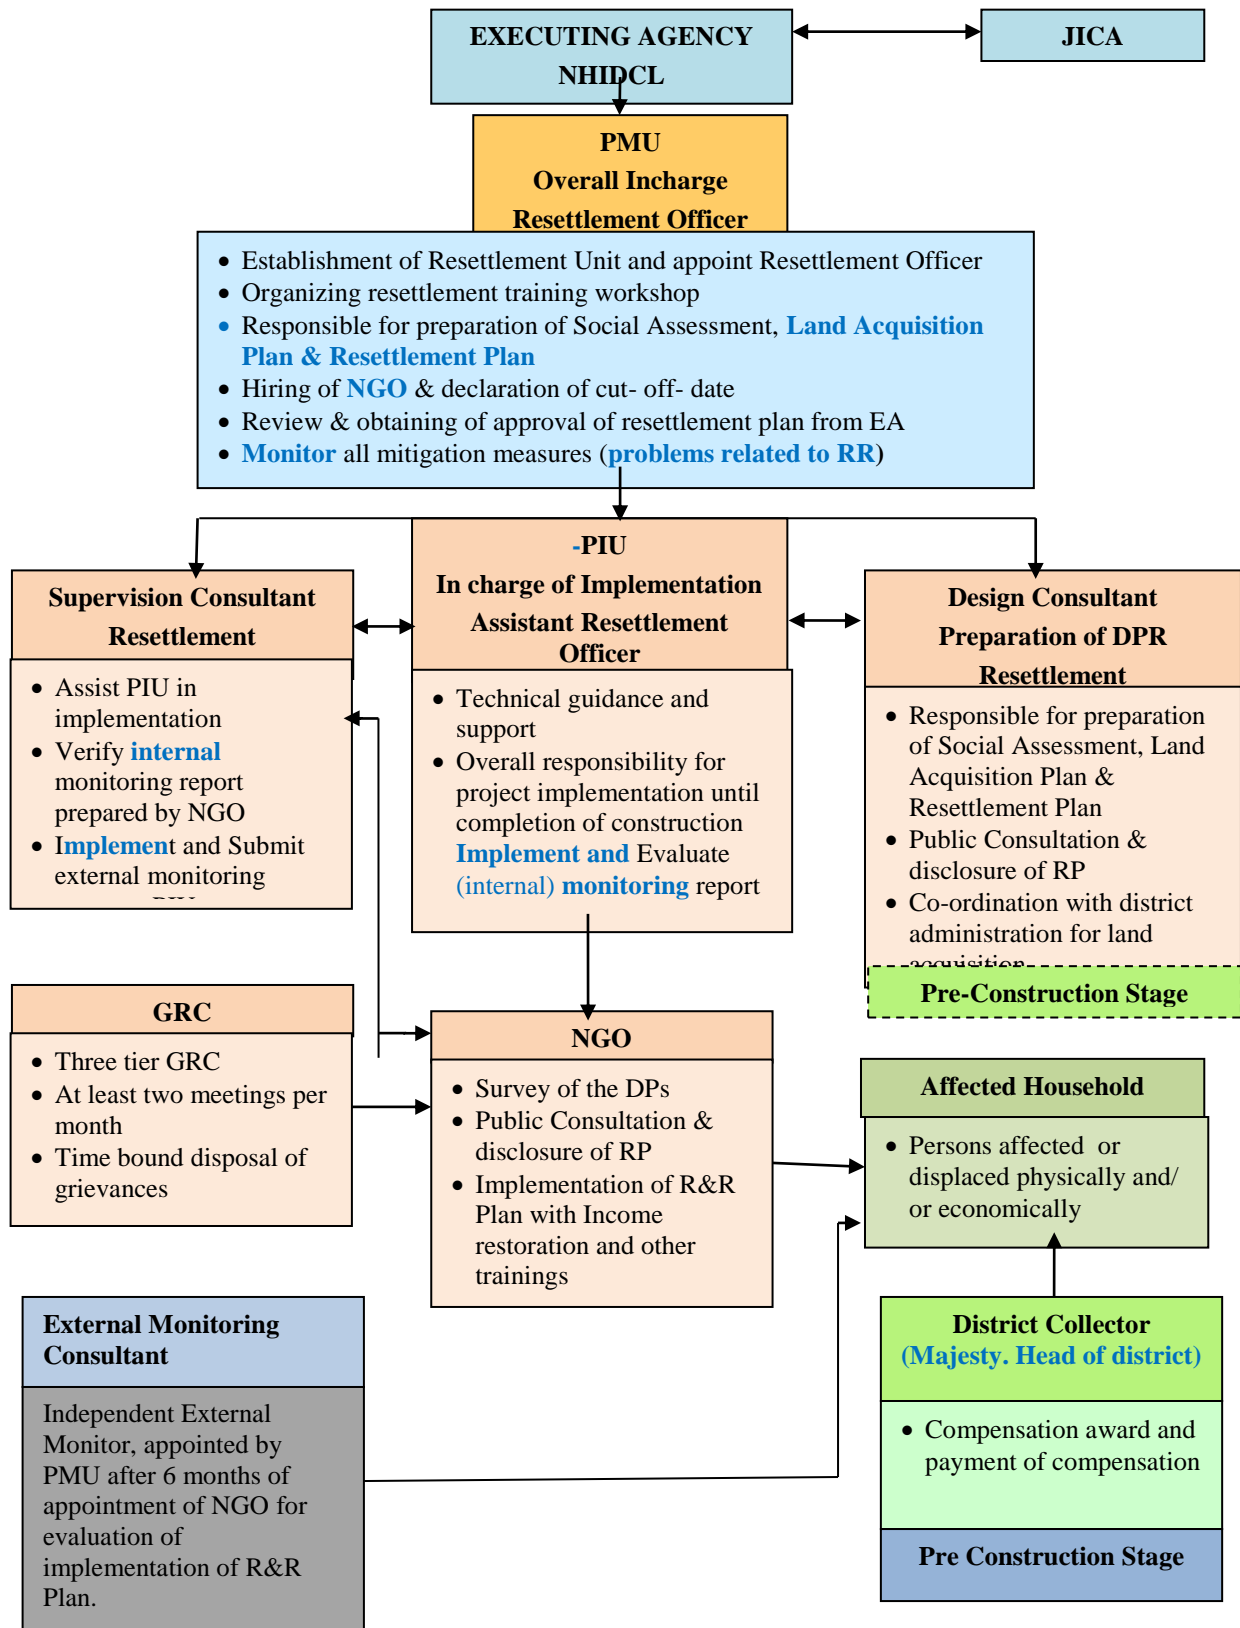 EXECUTING AGENCY
NHIDCL
JICA
PMU
Overall Incharge
Resettlement Officer
• Establishment of Resettlement Unit and appoint Resettlement Officer
• Organizing resettlement training workshop
• Responsible for preparation of Social Assessment, Land Acquisition
Plan & Resettlement Plan
• Hiring of NGO & declaration of cut- off- date
• Review & obtaining of approval of resettlement plan from EA
• Monitor all mitigation measures (problems related to RR)
Supervision Consultant
Resettlement
• Assist PIU in
implementation
• Verify internal
monitoring report
prepared by NGO
• Implement and Submit
external monitoring
-PIU
In charge of Implementation
Assistant Resettlement
Officer
• Technical guidance and
support
• Overall responsibility for
project implementation until
completion of construction
Implement and Evaluate
(internal) monitoring report
Design Consultant
Preparation of DPR
Resettlement
• Responsible for preparation
of Social Assessment, Land
Acquisition Plan &
Resettlement Plan
• Public Consultation &
disclosure of RP
• Co-ordination with district
administration for land
acquisition
Pre-Construction Stage
GRC
• Three tier GRC
• At least two meetings per
month
• Time bound disposal of
grievances
NGO
• Survey of the DPs
• Public Consultation &
disclosure of RP
• Implementation of R&R
Plan with Income
restoration and other
trainings
Affected Household
• Persons affected or
displaced physically and/
or economically
External Monitoring
Consultant
Independent External
Monitor, appointed by
PMU after 6 months of
appointment of NGO for
evaluation of
implementation of R&R
Plan.
District Collector
(Majesty. Head of district)
• Compensation award and
payment of compensation
Pre Construction Stage